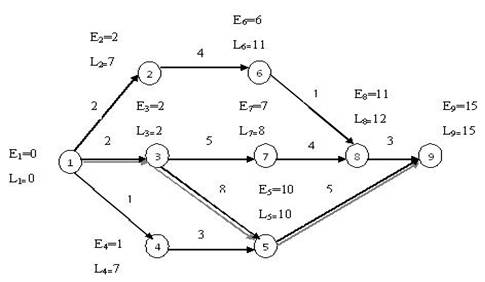 E6=6
L6=11
E2=2
L2=7
4
2
6
1
2
E3=2
L3=2
E7=7
L7=8
E8=11
L8=12
E9=15
L9=15
E1=0
L1=0
2
5
4
3
1
3
7
8
9
1
8
E5=10
L5=10
5
E4=1
L4=7
4
3
5